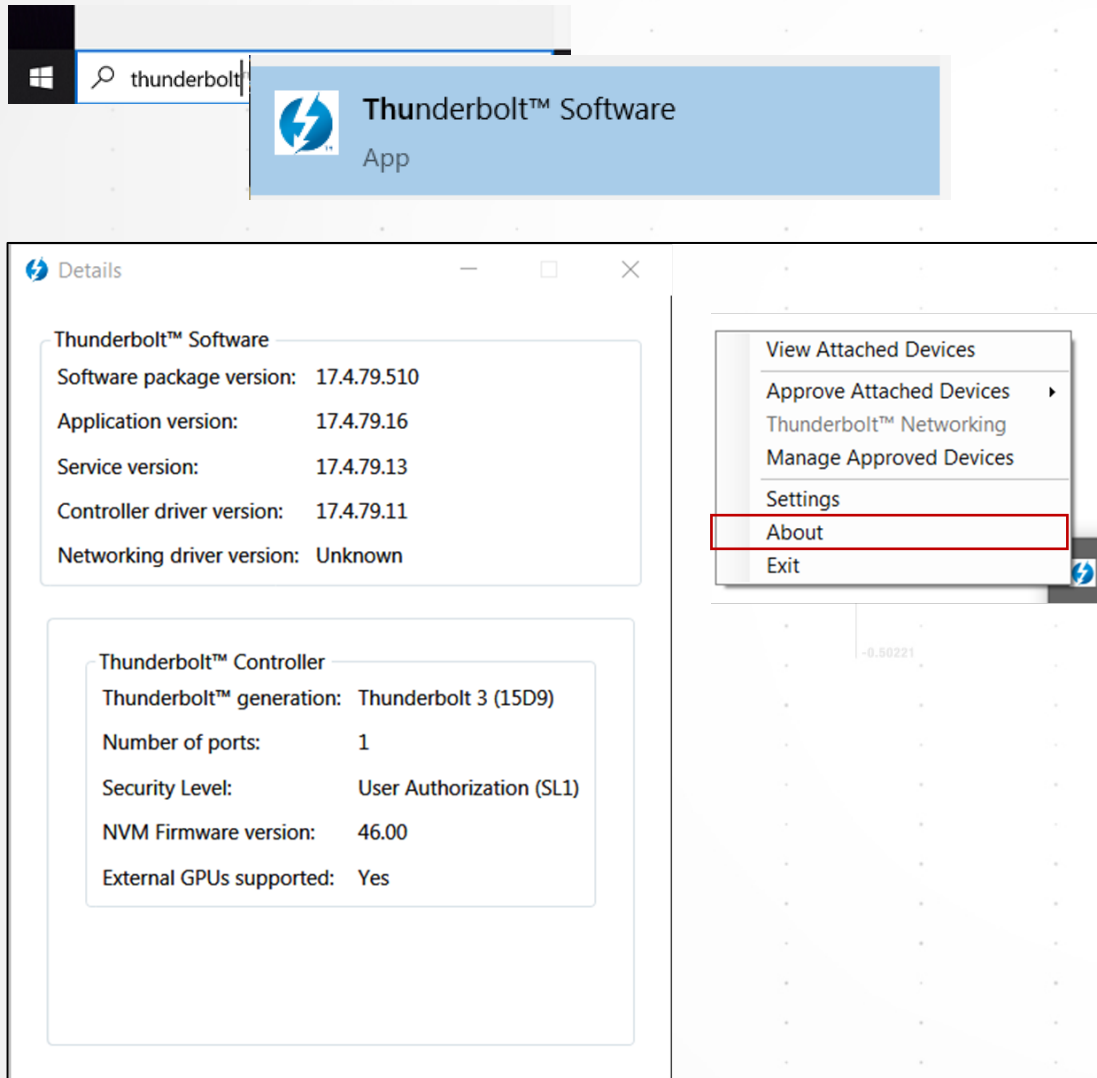 thunderbolt
Thunderbolt™ Software
App
Details
Thunderbolt™ Software
Software package version: 17.4.79.510
Application version: 17.4.79.16
Service version: 17.4.79.13
Controller driver version: 17.4.79.11
Networking driver version: Unknown
Thunderbolt™ Controller
Thunderbolt™ generation: Thunderbolt 3 (15D9)
Number of ports: 1
Security Level: User Authorization (SL1)
NVM Firmware version: 46.00
External GPUs supported: Yes
View Attached Devices
Approve Attached Devices
Thunderbolt™ Networking
Manage Approved Devices
Settings
About
Exit
-0.50221